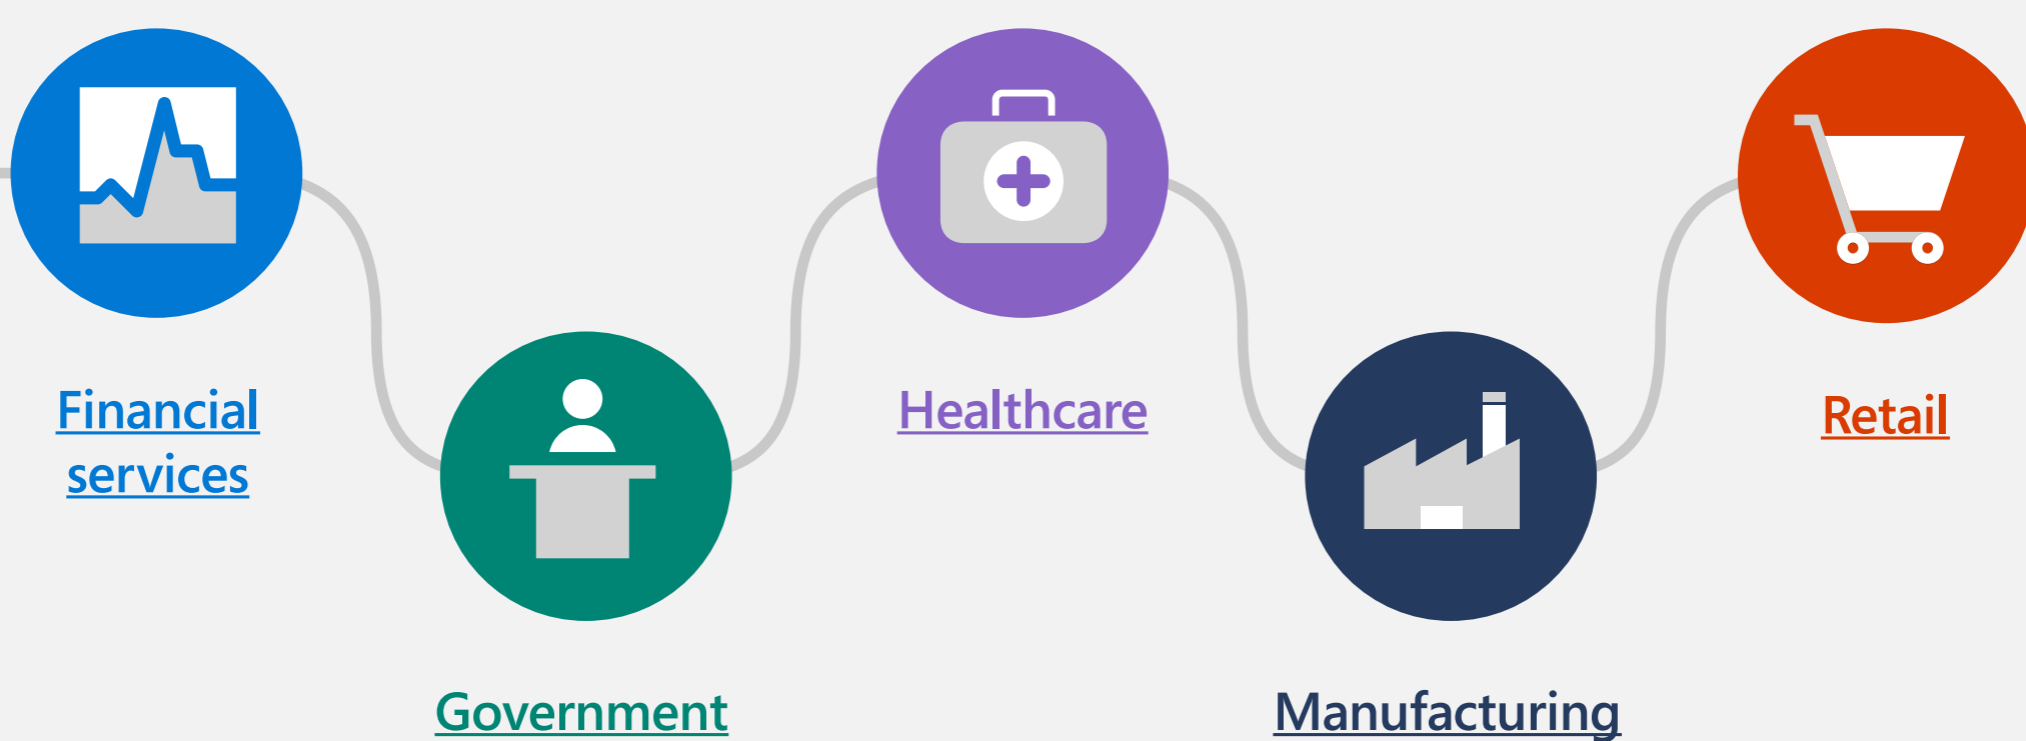 Financial
services
Government
Healthcare
Manufacturing
Retail